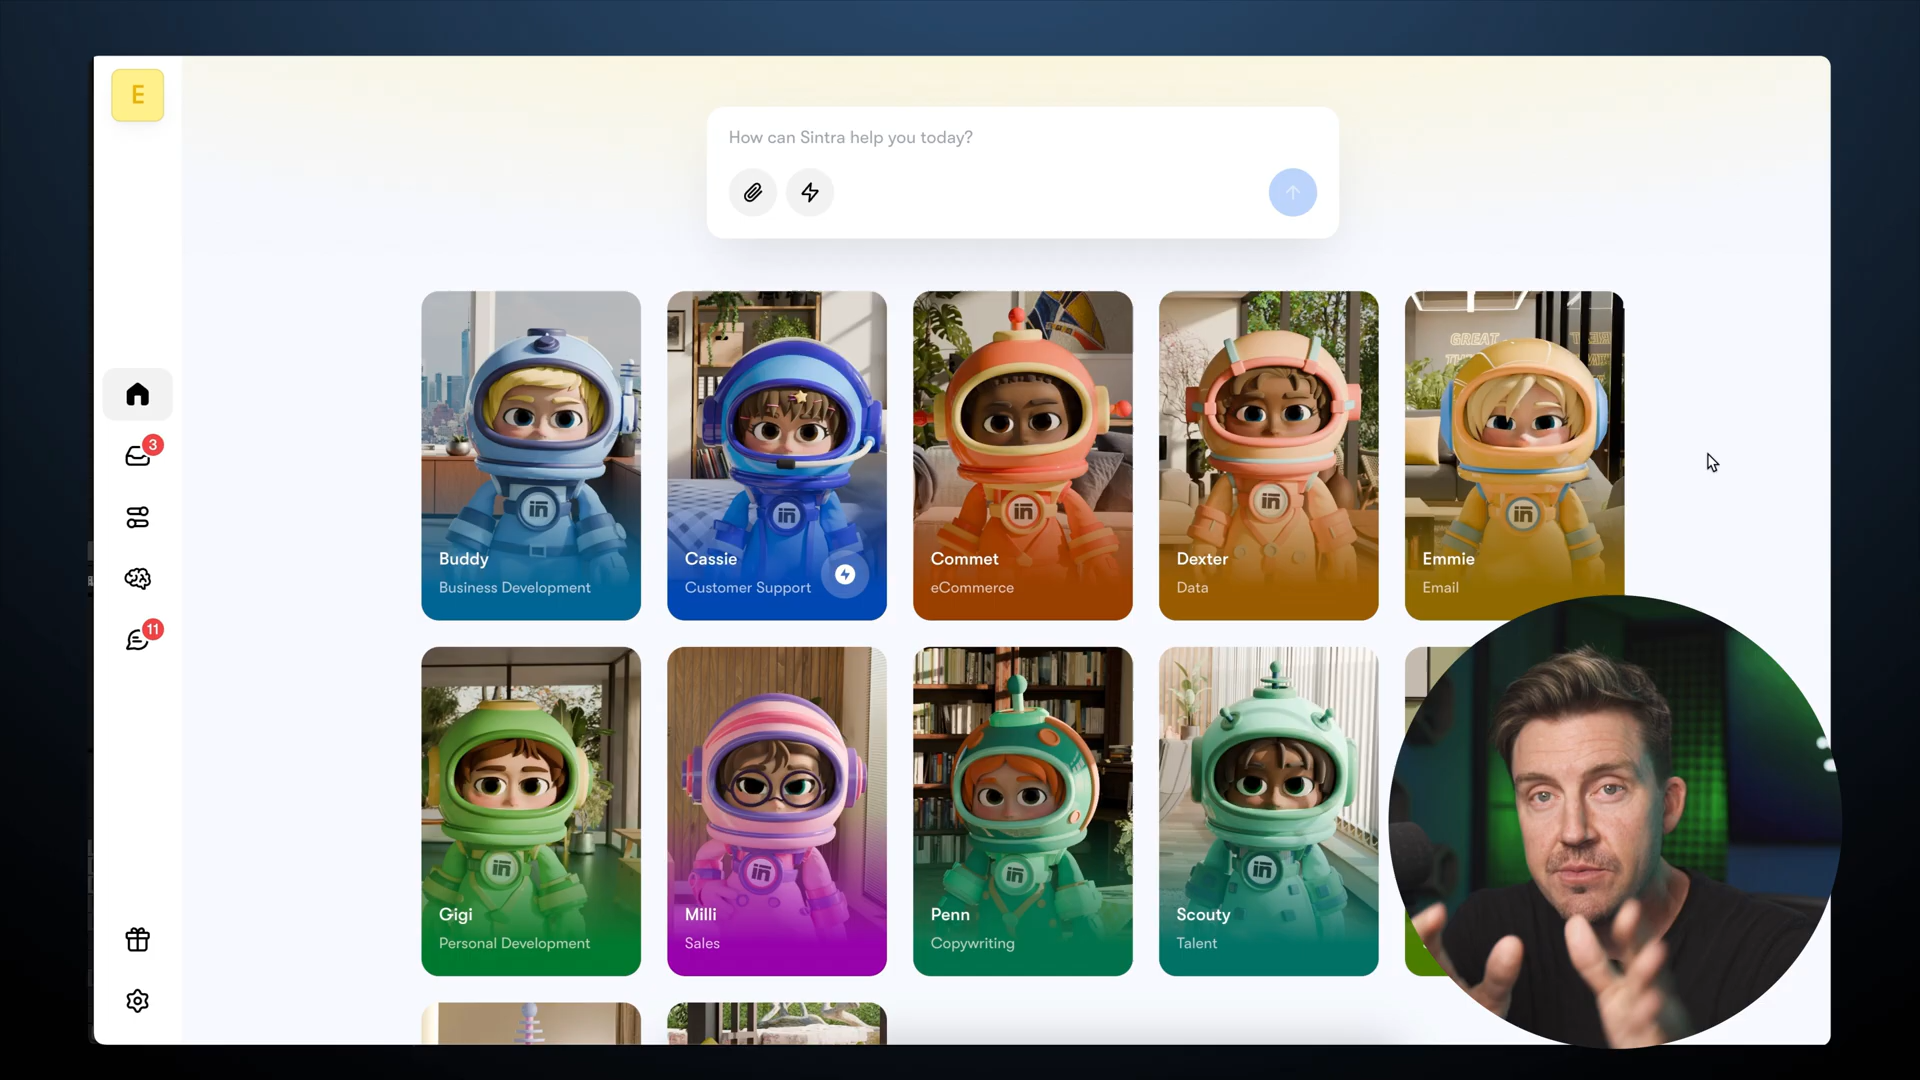 E
How can Sintra help you today?
3
11
GREAT
Buddy
Business Development
Cassie
Customer Support
Commet
eCommerce
Dexter
Data
Emmie
Email
Gigi
Personal Development
Milli
Sales
Penn
Copywriting
Scouty
Talent